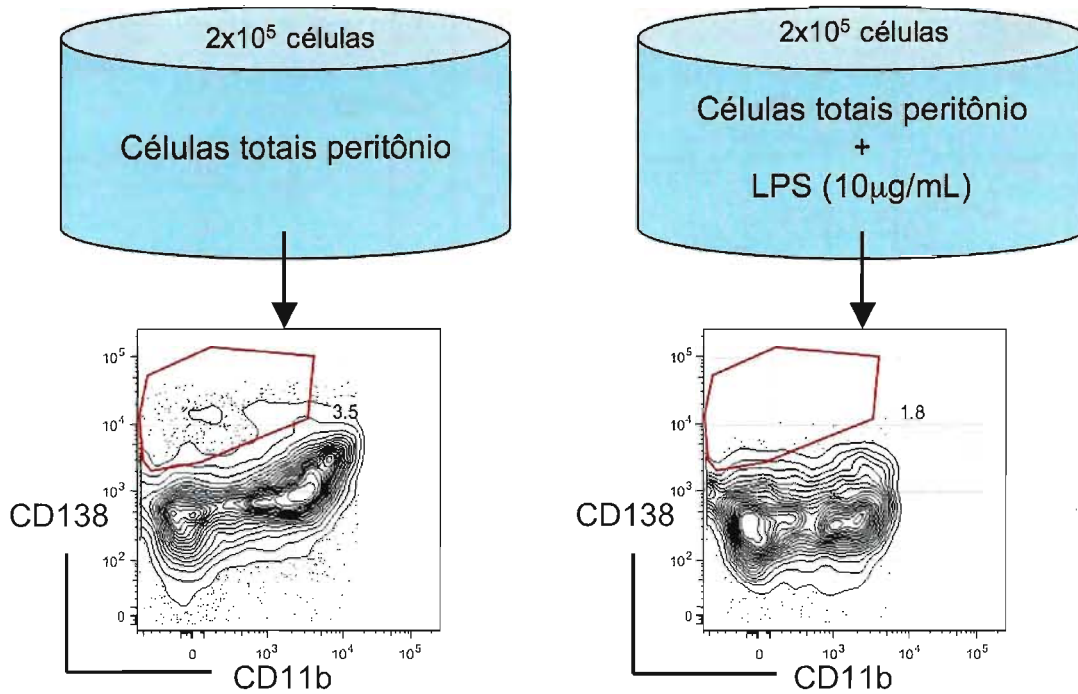 2x10⁵ células
Células totais peritônio
2x10⁵ células
Células totais peritônio
+
LPS (10µg/mL)
10⁵
10⁴
10³
10²
0
3.5
CD138
0
10³
10⁴
10⁵
CD11b
10⁵
10⁴
10³
10²
0
1.8
CD138
0
10³
10⁴
10⁵
CD11b